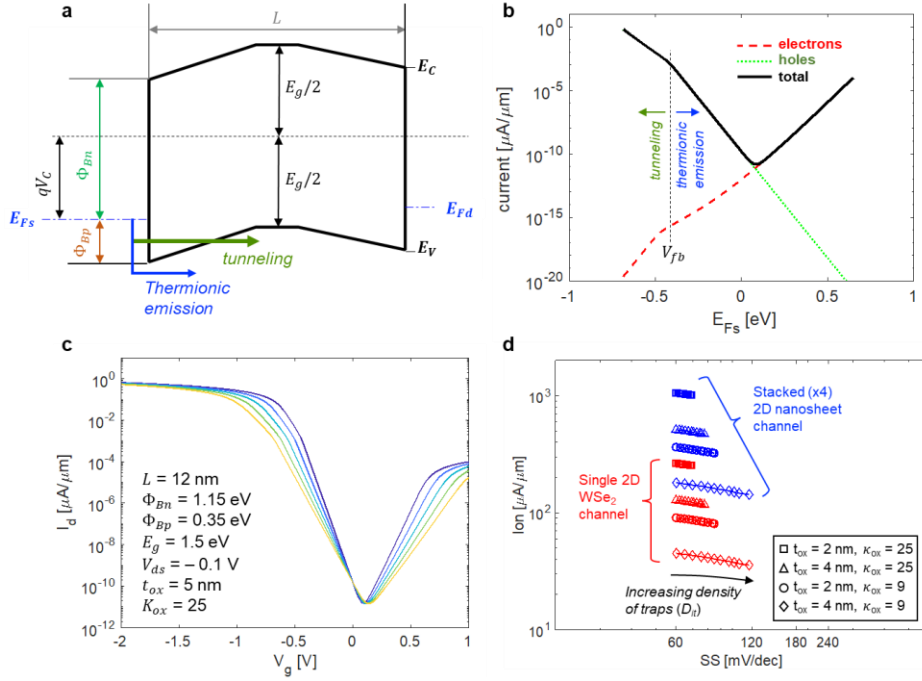 a
L
E_C
Φ_Bn
E_g/2
qV_C
E_g/2
E_Fs
E_Fd
Φ_Bp
E_V
tunneling
Thermionic
emission
b
10^0
10^-5
10^-10
10^-15
10^-20
current [μA/μm]
electrons
holes
total
tunneling
thermionic
emission
V_fb
-1
-0.5
0
0.5
1
E_Fs [eV]
c
10^0
10^-2
10^-4
10^-6
10^-8
10^-10
10^-12
I_d [μA/μm]
L = 12 nm
Φ_Bn = 1.15 eV
Φ_Bp = 0.35 eV
E_g = 1.5 eV
V_ds = − 0.1 V
t_ox = 5 nm
K_ox = 25
-2
-1.5
-1
-0.5
0
0.5
1
V_g [V]
d
10^3
10^2
10^1
Ion [μA/μm]
Stacked (x4)
2D nanosheet
channel
Single 2D
WSe_2
channel
t_ox = 2 nm, κ_ox = 25
t_ox = 4 nm, κ_ox = 25
t_ox = 2 nm, κ_ox = 9
t_ox = 4 nm, κ_ox = 9
Increasing density
of traps (D_it)
60
120
180
240
SS [mV/dec]